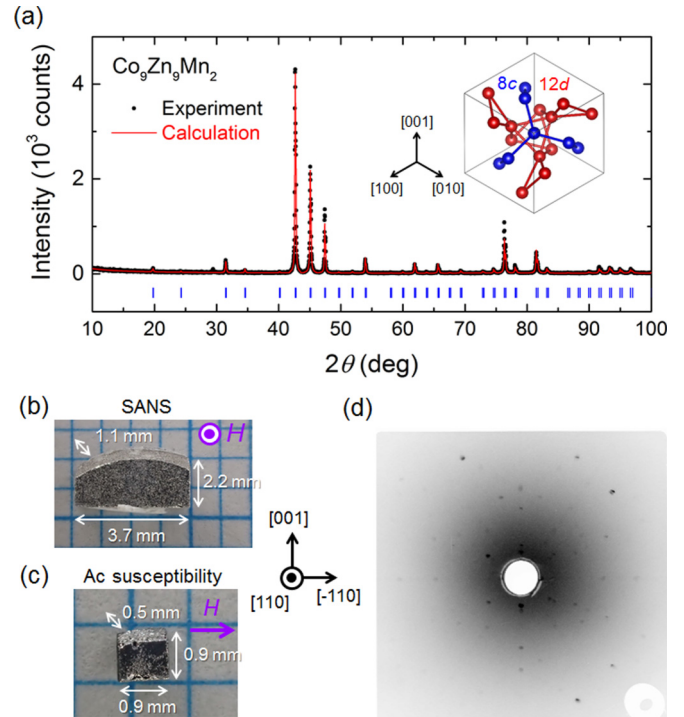 (a)
Co₉Zn₉Mn₂
Experiment
Calculation
8c 12d
[001]
[100] [010]
Intensity (10³ counts)
4
2
0
10 20 30 40 50 60 70 80 90 100
2θ (deg)
(b)
SANS
1.1 mm
H
2.2 mm
3.7 mm
(c)
Ac susceptibility
0.5 mm
H
0.9 mm
0.9 mm
[001]
[110] [-110]
(d)